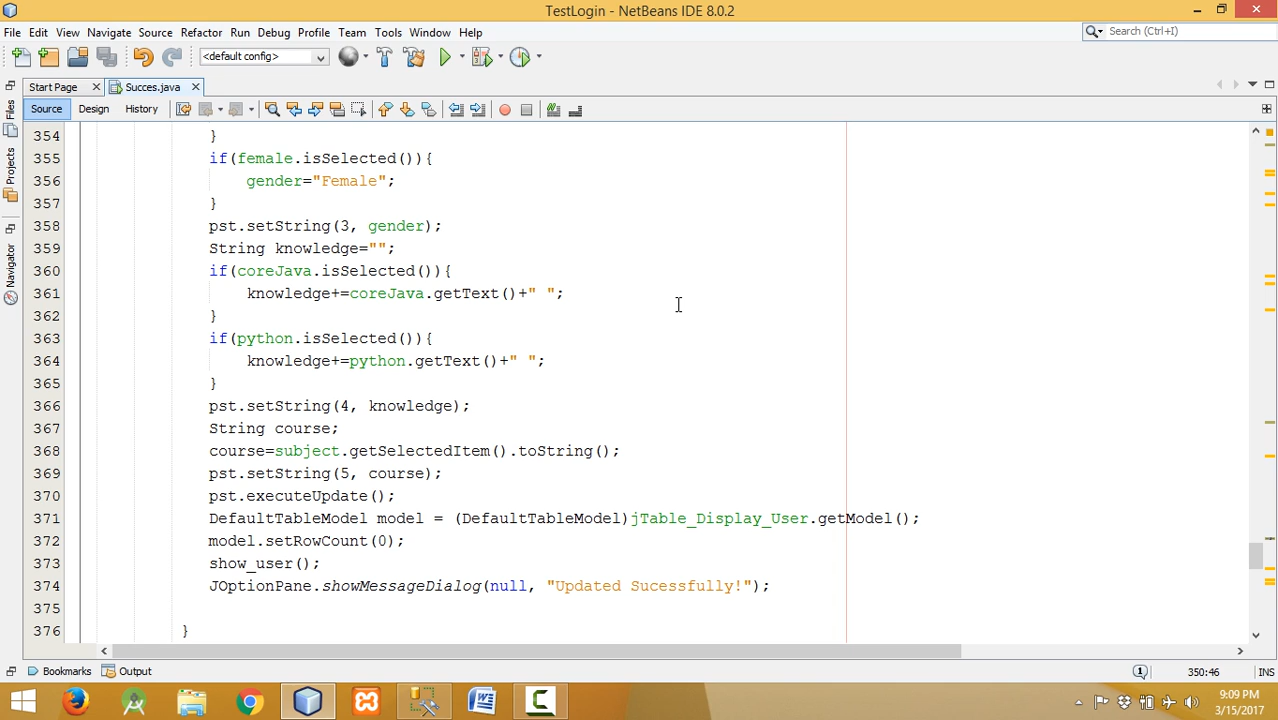 TestLogin - NetBeans IDE 8.0.2
File Edit View Navigate Source Refactor Run Debug Profile Team Tools Window Help
Search (Ctrl+I)
<default config>
Start Page
Succes.java
Source Design History
Files
Projects
Navigator
354 }
355 if(female.isSelected()){
356 gender="Female";
357 }
358 pst.setString(3, gender);
359 String knowledge="";
360 if(coreJava.isSelected()){
361 knowledge+=coreJava.getText()+" ";
362 }
363 if(python.isSelected()){
364 knowledge+=python.getText()+" ";
365 }
366 pst.setString(4, knowledge);
367 String course;
368 course=subject.getSelectedItem().toString();
369 pst.setString(5, course);
370 pst.executeUpdate();
371 DefaultTableModel model = (DefaultTableModel)jTable_Display_User.getModel();
372 model.setRowCount(0);
373 show_user();
374 JOptionPane.showMessageDialog(null, "Updated Sucessfully!");
375
376 }
Bookmarks Output
1
350:46
INS
9:09 PM
3/15/2017